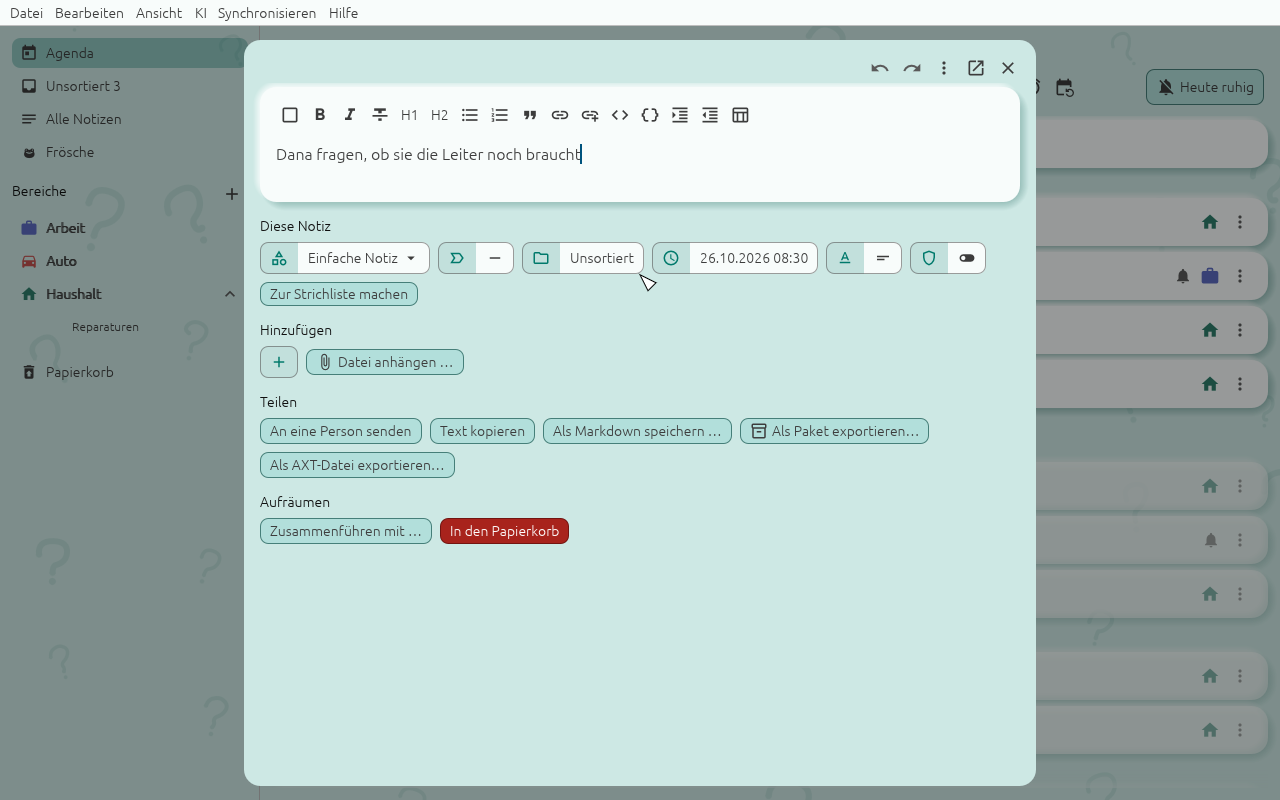 Datei Bearbeiten Ansicht KI Synchronisieren Hilfe
Agenda
Unsortiert 3
Alle Notizen
Frösche
Bereiche
Arbeit
Auto
Haushalt
Reparaturen
Papierkorb
Heute ruhig
H1 H2
Dana fragen, ob sie die Leiter noch braucht
Diese Notiz
Einfache Notiz Unsortiert 26.10.2026 08:30
Zur Strichliste machen
Hinzufügen
Datei anhängen …
Teilen
An eine Person senden Text kopieren Als Markdown speichern … Als Paket exportieren…
Als AXT-Datei exportieren…
Aufräumen
Zusammenführen mit … In den Papierkorb